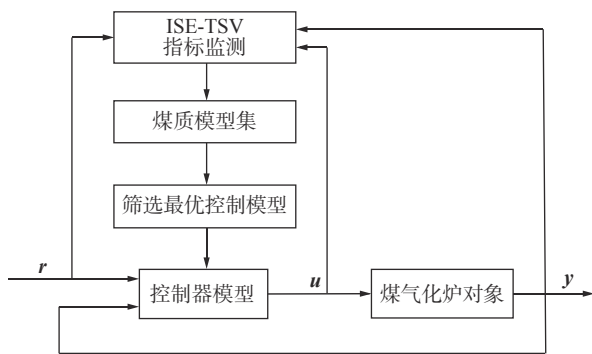 ISE-TSV
指标监测
煤质模型集
筛选最优控制模型
r
控制器模型
u
煤气化炉对象
y